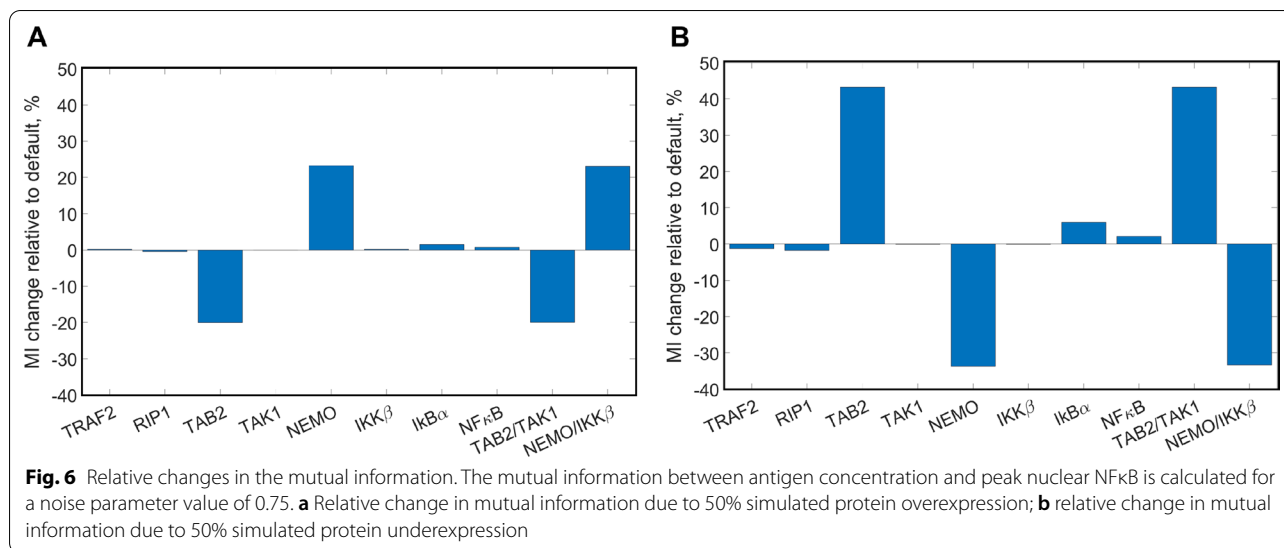 A
MI change relative to default, %
50
40
30
20
10
0
-10
-20
-30
-40
TRAF2
RIP1
TAB2
TAK1
NEMO
IKKβ
IkBα
NFκB
TAB2/TAK1
NEMO/IKKβ
B
MI change relative to default, %
50
40
30
20
10
0
-10
-20
-30
-40
TRAF2
RIP1
TAB2
TAK1
NEMO
IKKβ
IkBα
NFκB
TAB2/TAK1
NEMO/IKKβ
Fig. 6 Relative changes in the mutual information. The mutual information between antigen concentration and peak nuclear NFκB is calculated for
a noise parameter value of 0.75. a Relative change in mutual information due to 50% simulated protein overexpression; b relative change in mutual
information due to 50% simulated protein underexpression